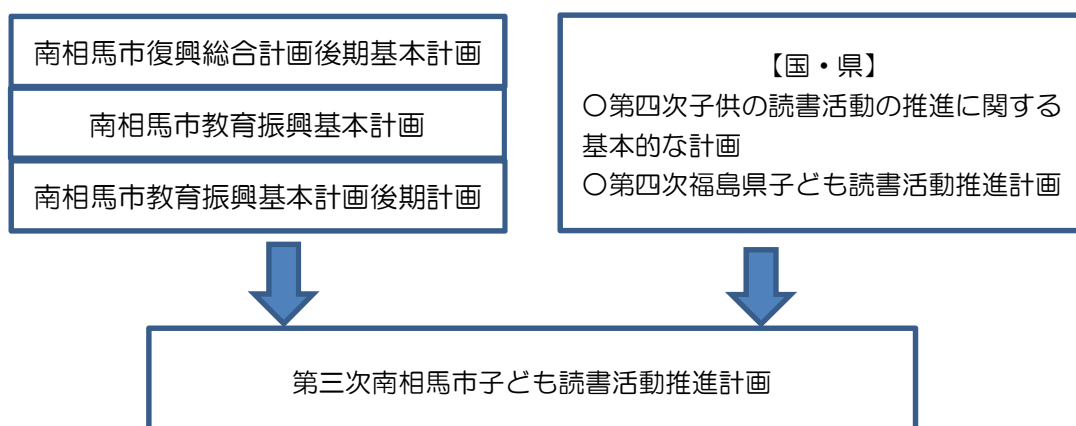 南相馬市復興総合計画後期基本計画
南相馬市教育振興基本計画
南相馬市教育振興基本計画後期計画
【国・県】
〇第四次子供の読書活動の推進に関する
基本的な計画
〇第四次福島県子ども読書活動推進計画
第三次南相馬市子ども読書活動推進計画